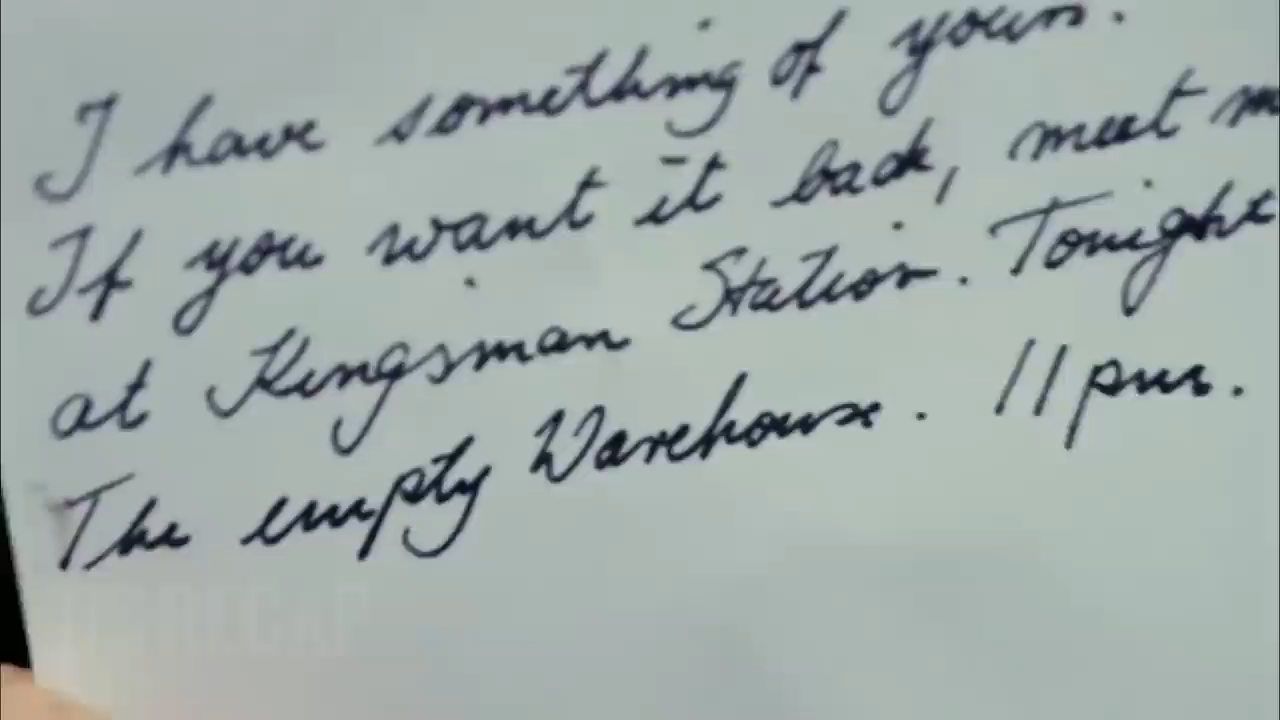 I have something of yours.
If you want it back, meet m
at Kingsman Station. Tonight
The empty Warehouse. 11pm.